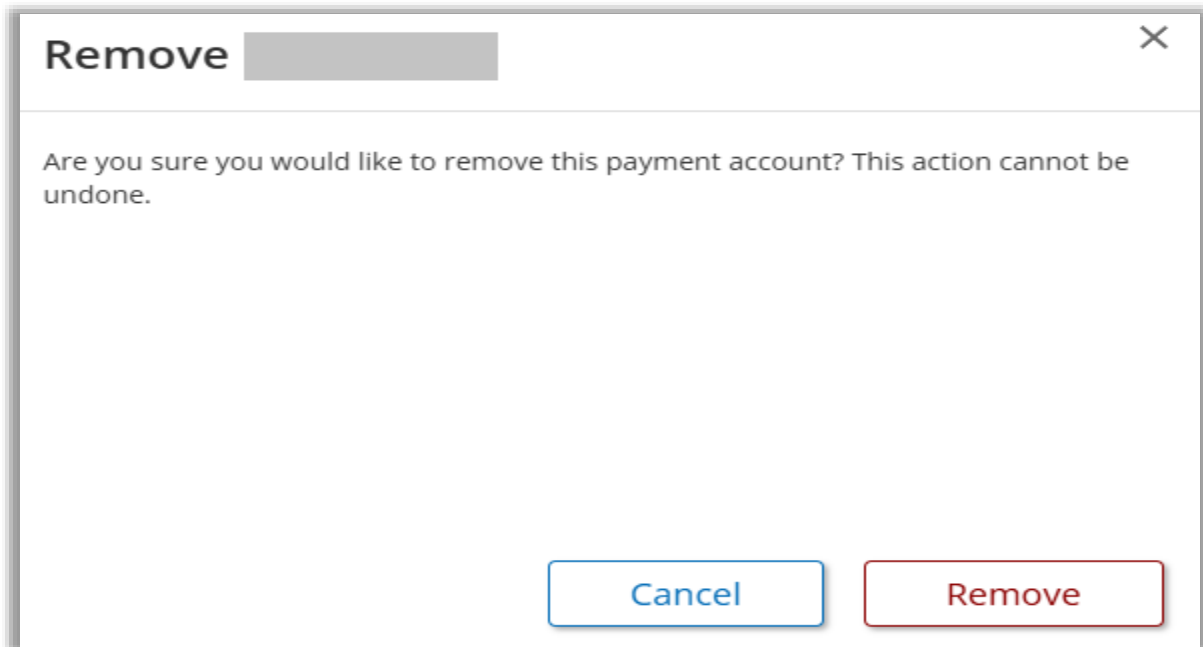 Remove
Are you sure you would like to remove this payment account? This action cannot be
undone.
Cancel
Remove